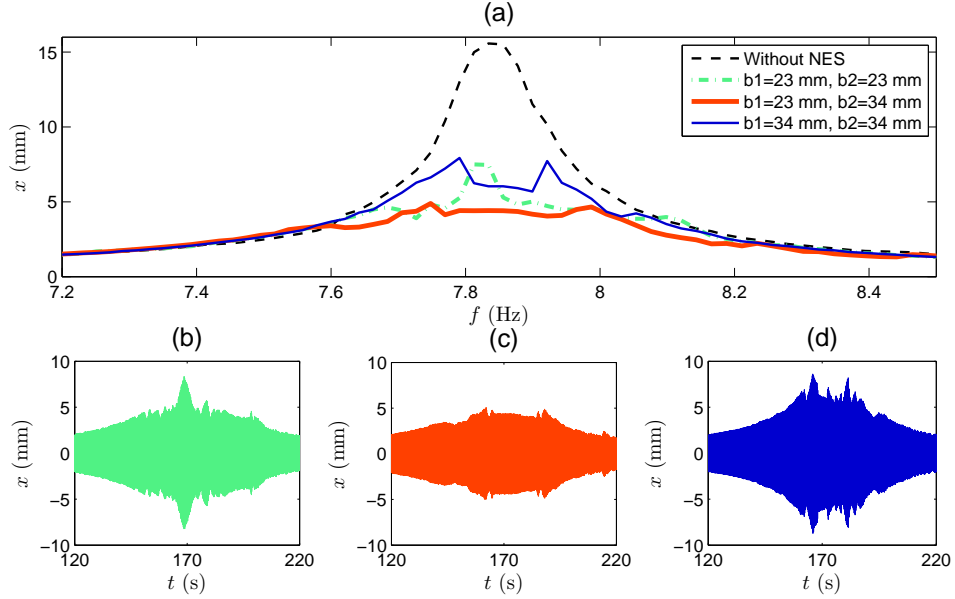 (a)
15
10
5
0
x (mm)
7.2 7.4 7.6 7.8 8 8.2 8.4
f (Hz)
Without NES
b1=23 mm, b2=23 mm
b1=23 mm, b2=34 mm
b1=34 mm, b2=34 mm
(b)
10
5
0
−5
−10
x (mm)
120 170 220
t (s)
(c)
10
5
0
−5
−10
x (mm)
120 170 220
t (s)
(d)
10
5
0
−5
−10
x (mm)
120 170 220
t (s)